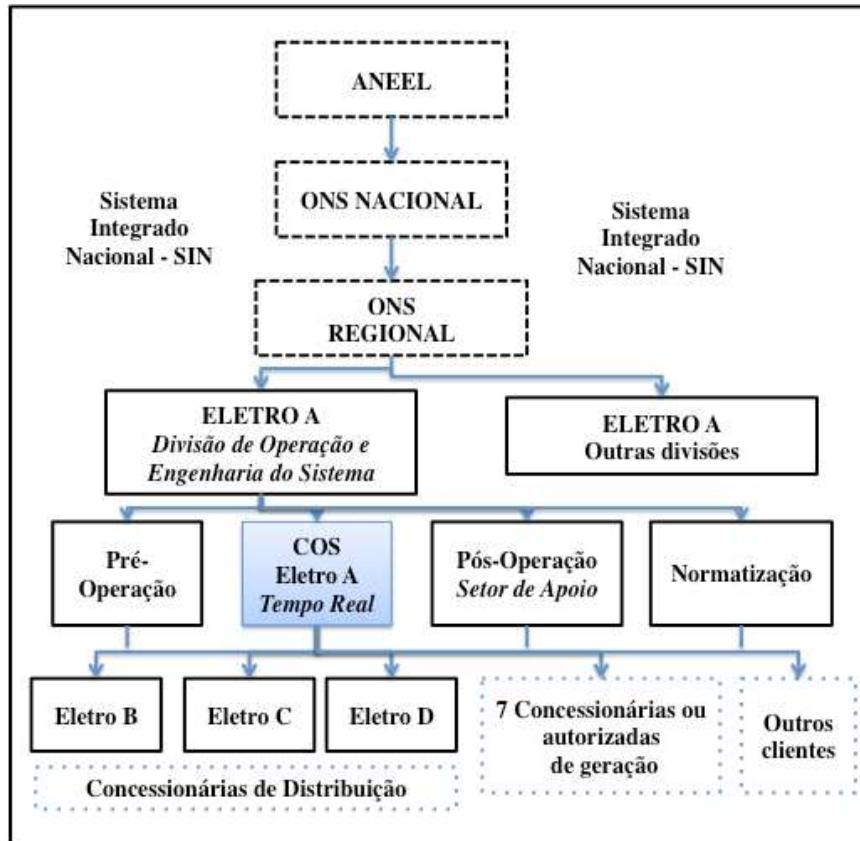 ANEEL
ONS NACIONAL
Sistema
Integrado
Nacional - SIN
Sistema
Integrado
Nacional - SIN
ONS
REGIONAL
ELETRO A
Divisão de Operação e
Engenharia do Sistema
ELETRO A
Outras divisões
Pré-
Operação
COS
Eletro A
Tempo Real
Pós-Operação
Setor de Apoio
Normatização
Eletro B
Eletro C
Eletro D
7 Concessionárias ou
autorizadas
de geração
Outros
clientes
Concessionárias de Distribuição